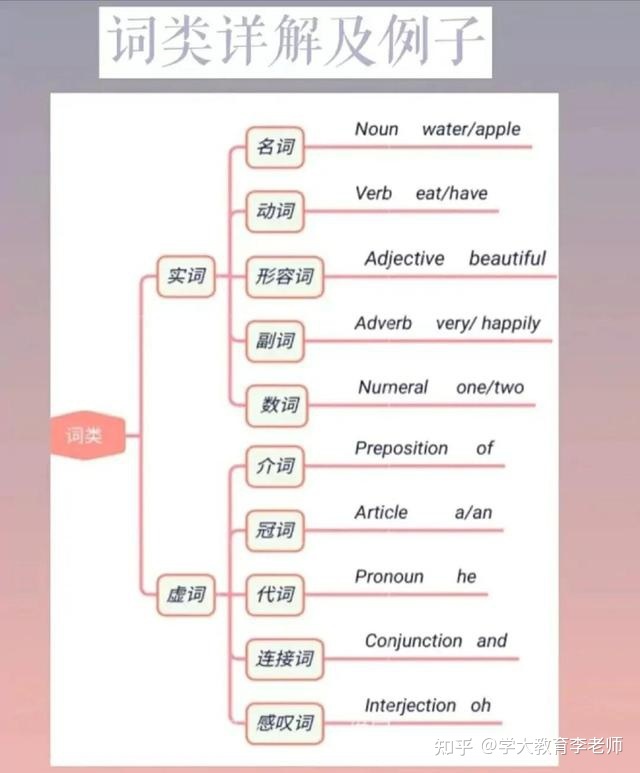 词类详解及例子
名词 Noun water/apple
动词 Verb eat/have
实词
形容词 Adjective beautiful
副词 Adverb very/ happily
数词 Numeral one/two
词类
介词 Preposition of
冠词 Article a/an
代词 Pronoun he
虚词
连接词 Conjunction and
感叹词 Interjection oh
知乎 @学大教育李老师